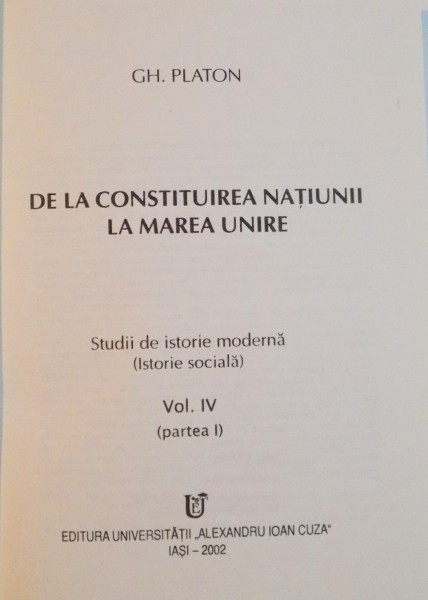 GH. PLATON
DE LA CONSTITUIREA NAȚIUNII
LA MAREA UNIRE
Studii de istorie modernă
(Istorie socială)
Vol. IV
(partea I)
EDITURA UNIVERSITĂȚII „ALEXANDRU IOAN CUZA"
IAȘI – 2002